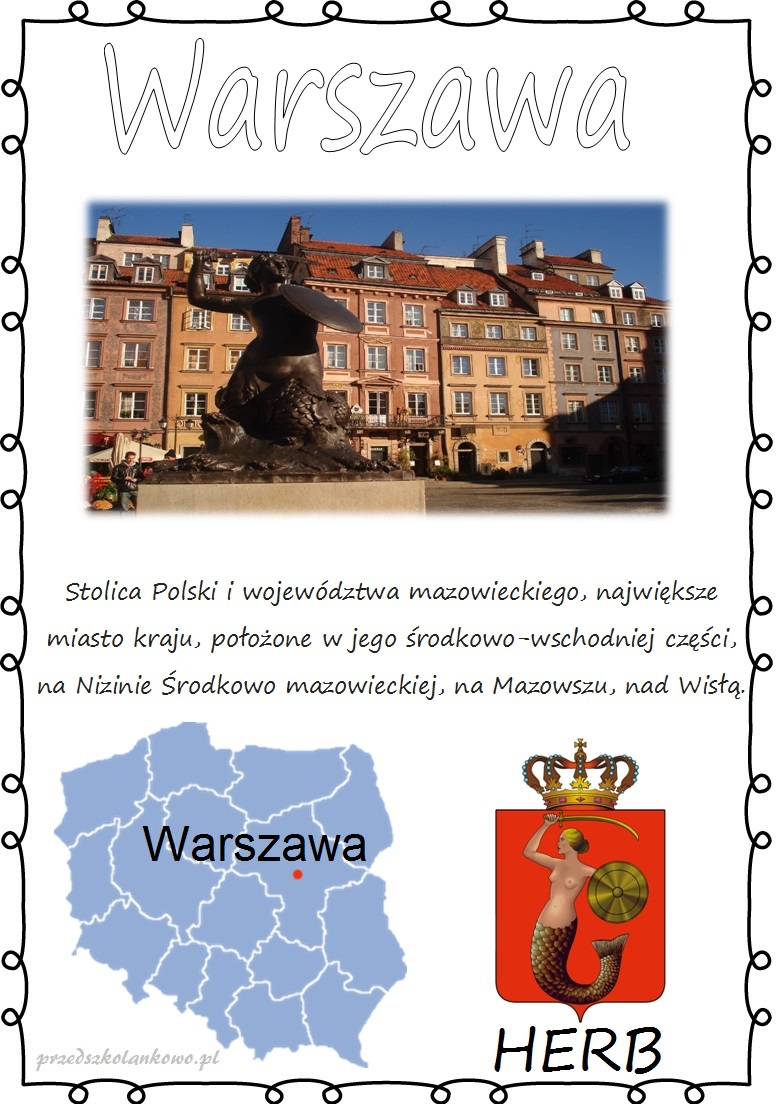 Warszawa
Stolica Polski i województwa mazowieckiego, największe
miasto kraju, położone w jego środkowo-wschodniej części,
na Nizinie Środkowo mazowieckiej, na Mazowszu, nad Wisłą.
Warszawa
HERB
przedszkolankowo.pl